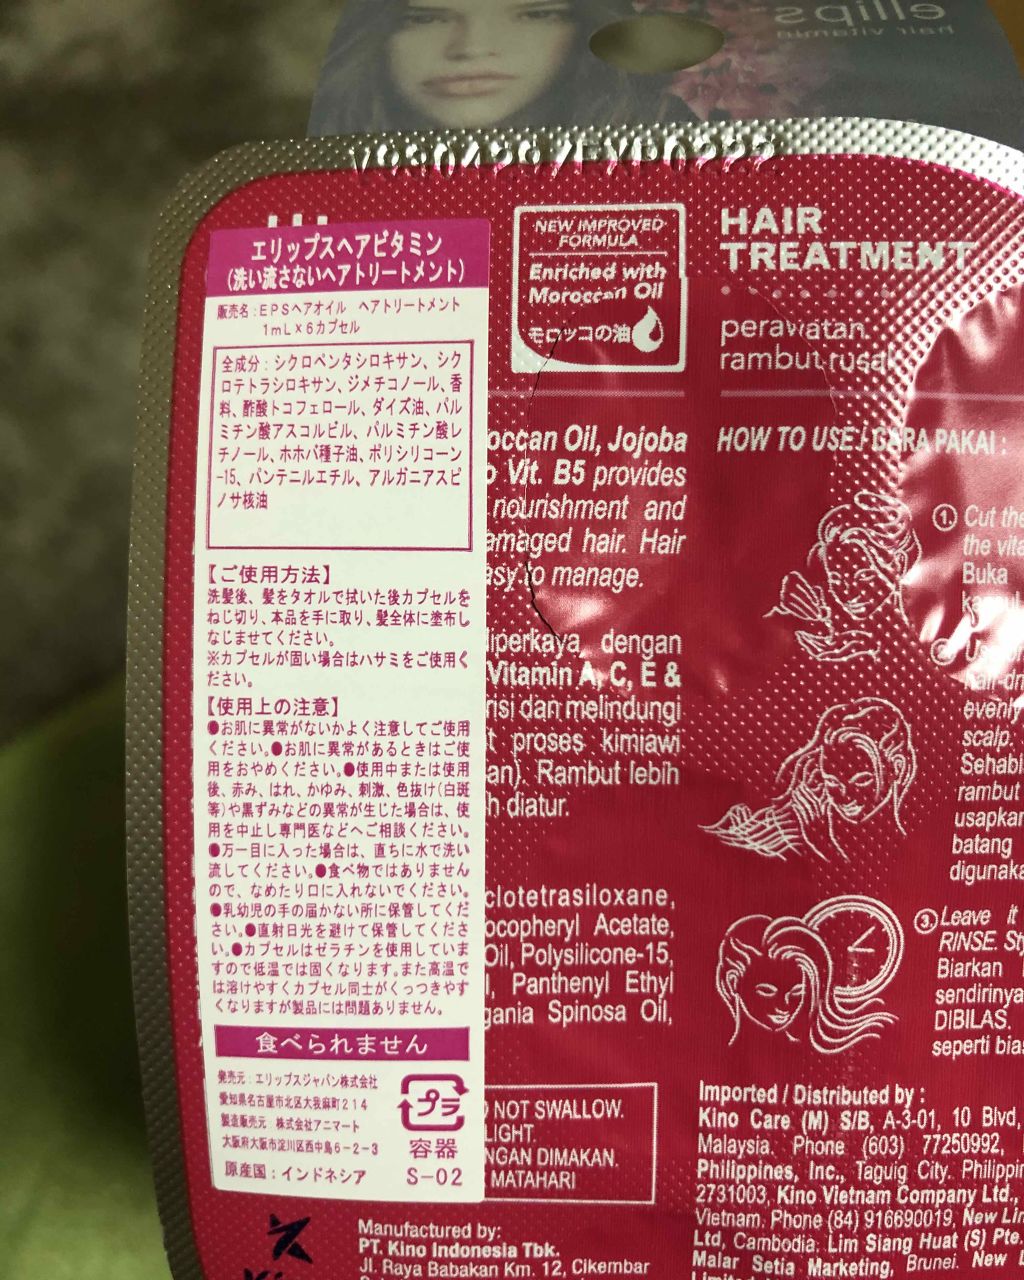 ellips
hair vitamin
V930429/EXP0222
エリップスヘアビタミン
(洗い流さないヘアトリートメント)
販売名:EPSヘアオイル ヘアトリートメント
1mL×6カプセル
全成分:シクロペンタシロキサン、シク
ロテトラシロキサン、ジメチコノール、香
料、酢酸トコフェロール、ダイズ油、パル
ミチン酸アスコルビル、パルミチン酸レ
チノール、ホホバ種子油、ポリシリコーン
-15、パンテニルエチル、アルガニアスピ
ノサ核油
【ご使用方法】
洗髪後、髪をタオルで拭いた後カプセルを
ねじ切り、本品を手に取り、髪全体に塗布し
なじませてください。
※カプセルが固い場合はハサミをご使用く
ださい。
【使用上の注意】
●お肌に異常がないかよく注意してご使用
ください。●お肌に異常があるときはご使
用をおやめください。●使用中または使用
後、赤み、はれ、かゆみ、刺激、色抜け(白斑
等)や黒ずみなどの異常が生じた場合は、使
用を中止し専門医などへご相談ください。
●万一目に入った場合は、直ちに水で洗い
流してください。●食べ物ではありません
ので、なめたり口に入れないでください。
●乳幼児の手の届かない所に保管してくだ
さい。●直射日光を避けて保管してくださ
い。●カプセルはゼラチンを使用していま
すので低温では固くなります。また高温で
は溶けやすくカプセル同士がくっつきやす
くなりますが製品には問題ありません。
食べられません
発売元:エリップスジャパン株式会社
愛知県名古屋市北区大我麻町214
製造販売元 株式会社アニマート
大阪府大阪市淀川区西中島6-2-3
原産国:インドネシア
プラ
容器
S-02
NEW IMPROVED
FORMULA
Enriched with
Moroccan Oil
モロッコの油
occan Oil, Jojoba
Vit. B5 provides
nourishment and
amaged hair. Hair
asy to manage.
diperkaya dengan
Vitamin A, C, E &
risi dan melindungi
t proses kimiawi
an). Rambut lebih
h diatur.
clotetrasiloxane,
ocopheryl Acetate,
Oil, Polysilicone-15,
l, Panthenyl Ethyl
gania Spinosa Oil,
NOT SWALLOW.
LIGHT.
NGAN DIMAKAN.
MATAHARI
Manufactured by:
PT. Kino Indonesia Tbk.
Jl. Raya Babakan Km. 12, Cikembar
HAIR
TREATMENT
perawatan
rambut rusak
HOW TO USE / CARA PAKAI :
1. Cut the
the vita
Buka
hair-dr
evenly
scalp.
Sehabi
rambut
usapkan
batang
digunaka
3. Leave it
RINSE. St
Biarkan
sendirinya
DIBILAS.
seperti bias
Imported / Distributed by :
Kino Care (M) S/B, A-3-01, 10 Blvd,
Malaysia. Phone (603) 77250992,
Philippines, Inc., Taguig City. Philippin
2731003, Kino Vietnam Company Ltd.,
Vietnam. Phone (84) 916690019, New Lin
Ltd, Cambodia. Lim Siang Huat (S) Pte.
Malar Setia Marketing, Brunei. New L